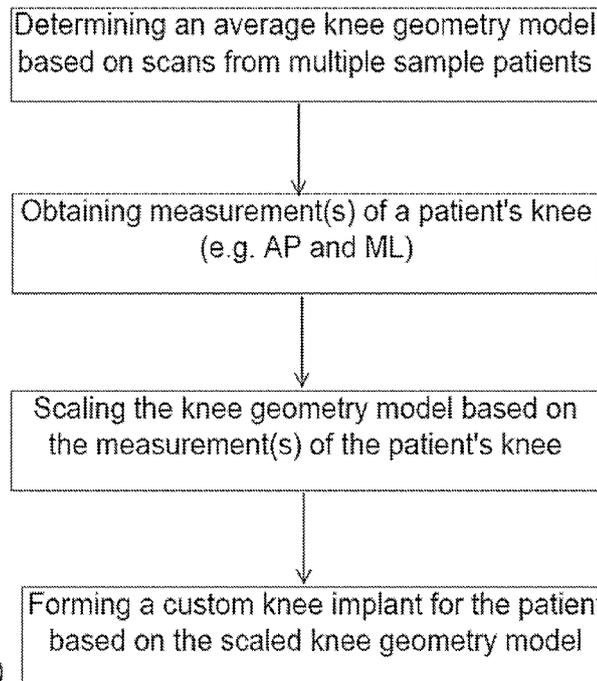 Determining an average knee geometry model
based on scans from multiple sample patients
Obtaining measurement(s) of a patient's knee
(e.g. AP and ML)
Scaling the knee geometry model based on
the measurement(s) of the patient's knee
Forming a custom knee implant for the patient
based on the scaled knee geometry model